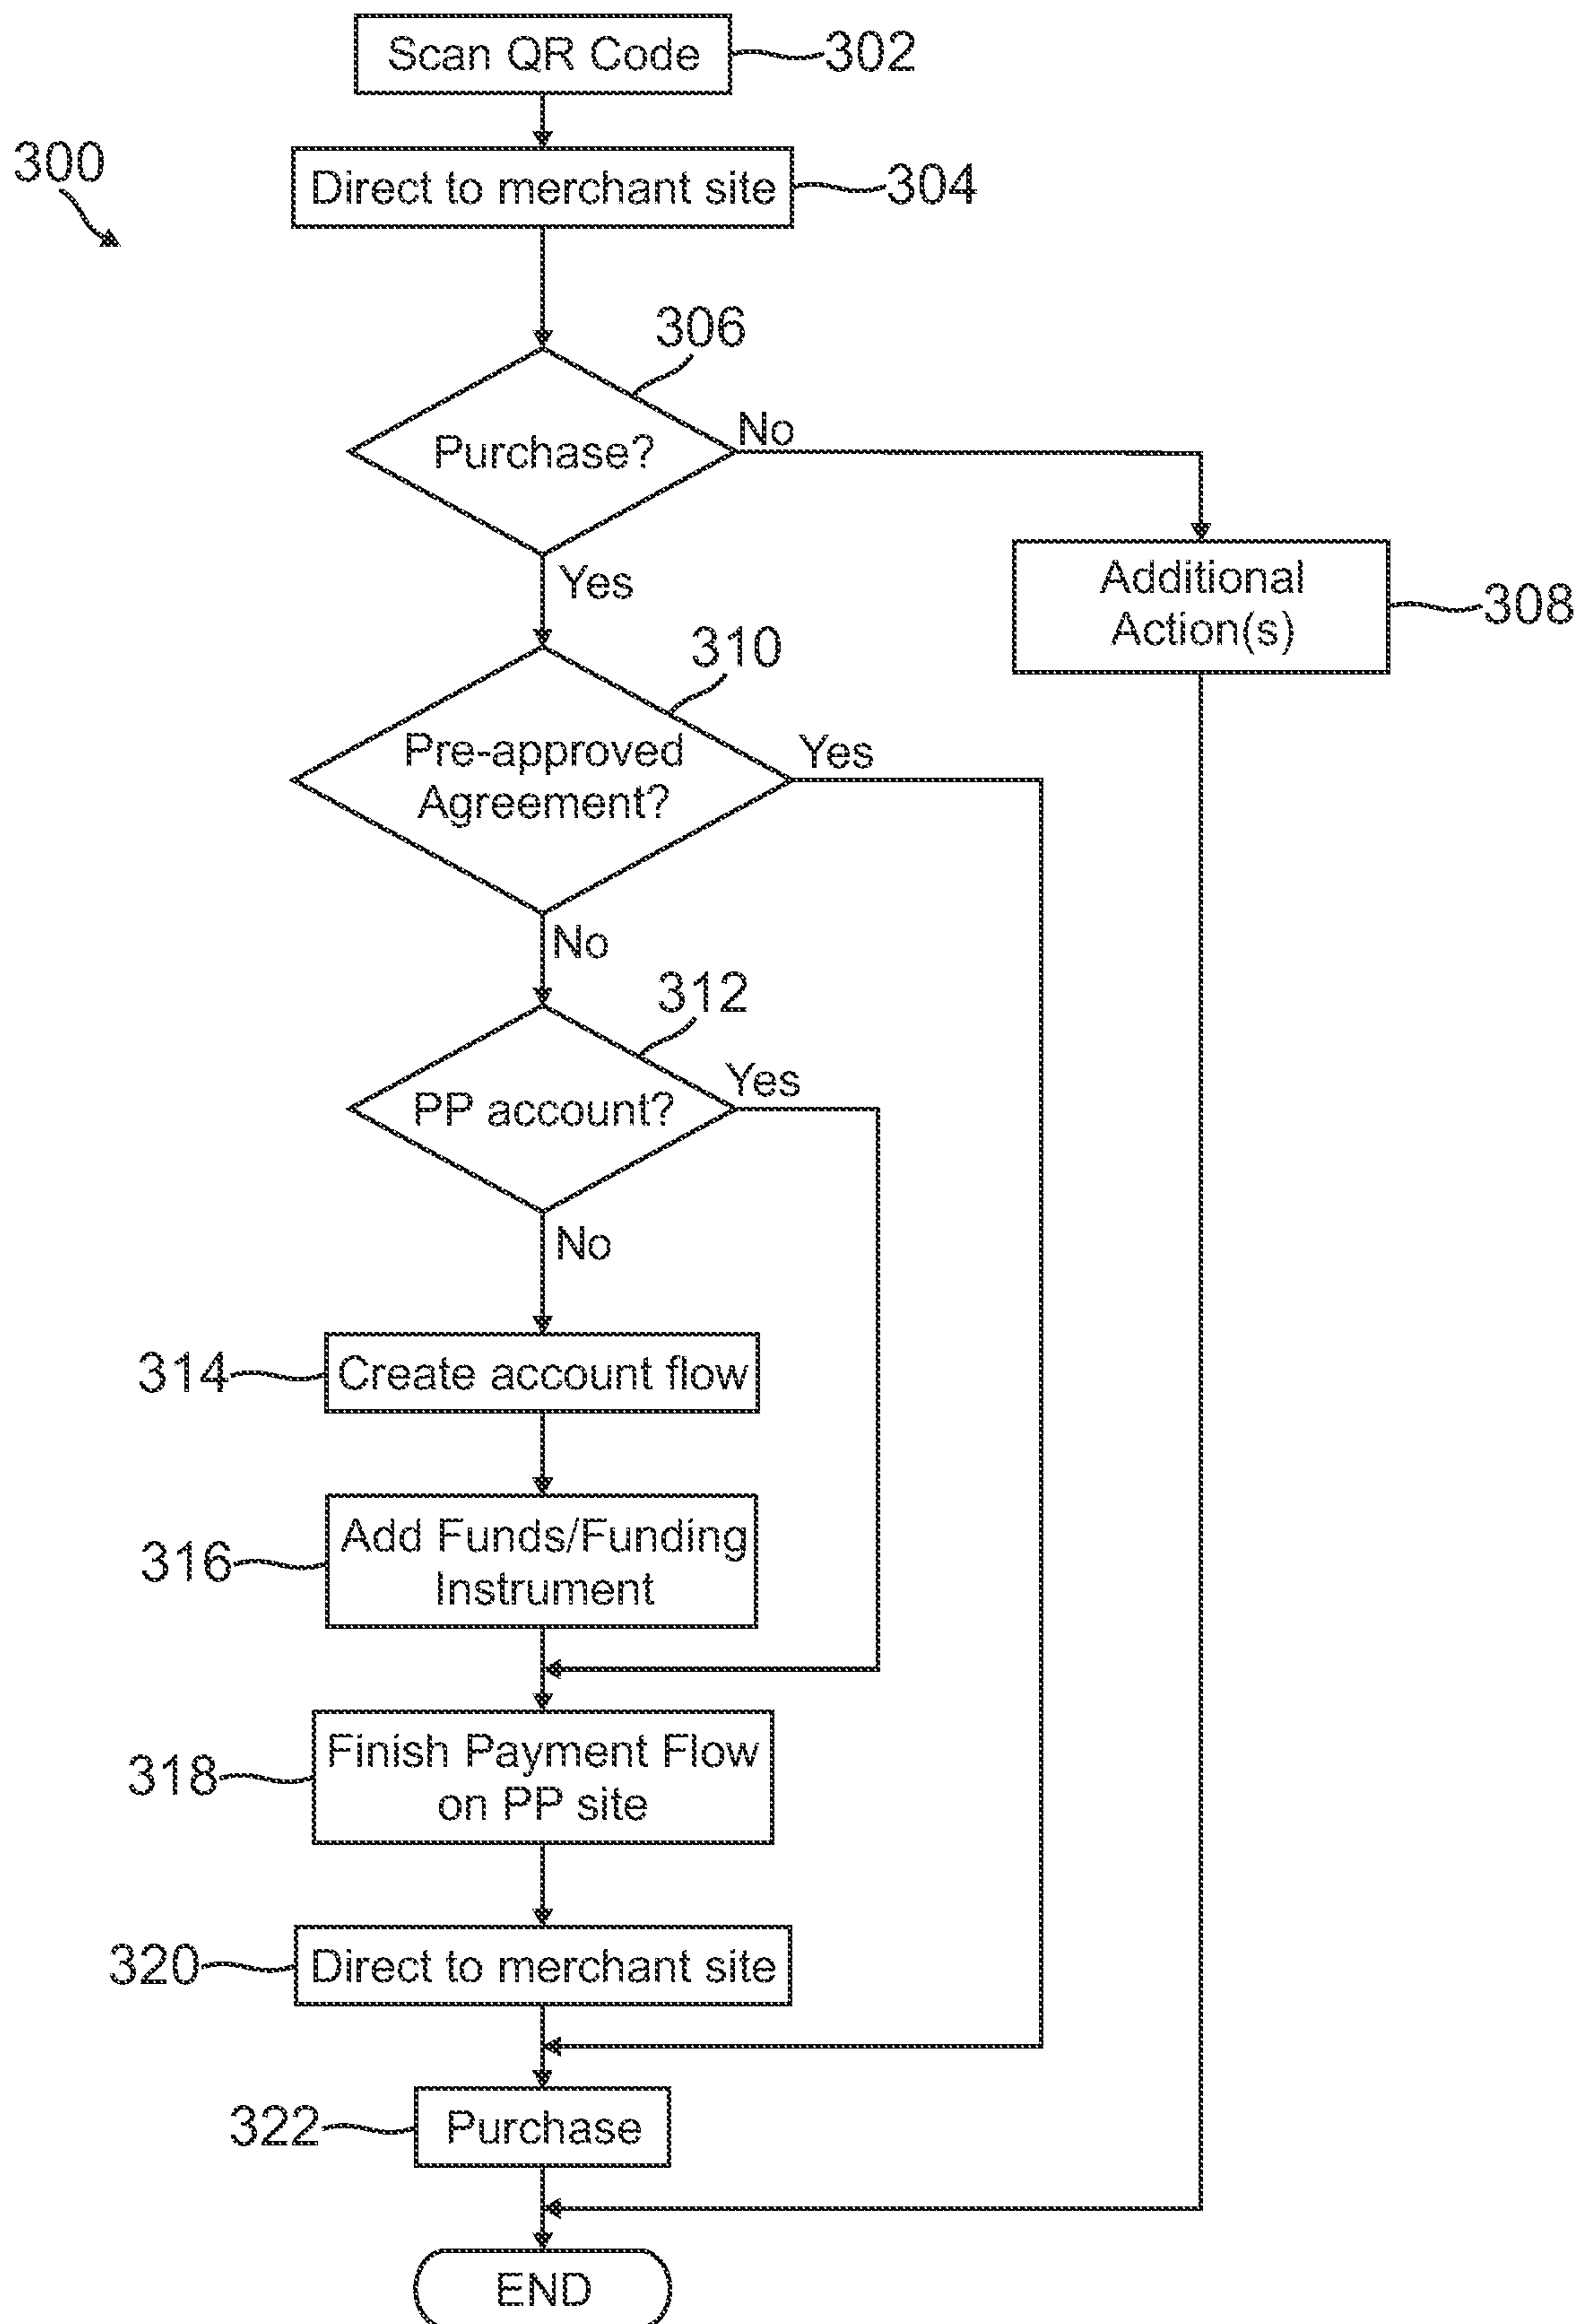 Scan QR Code
302
300
Direct to merchant site
304
306
Purchase?
No
Yes
Additional
Action(s)
308
310
Pre-approved
Agreement?
Yes
No
312
PP account?
Yes
No
314
Create account flow
316
Add Funds/Funding
Instrument
318
Finish Payment Flow
on PP site
320
Direct to merchant site
322
Purchase
END